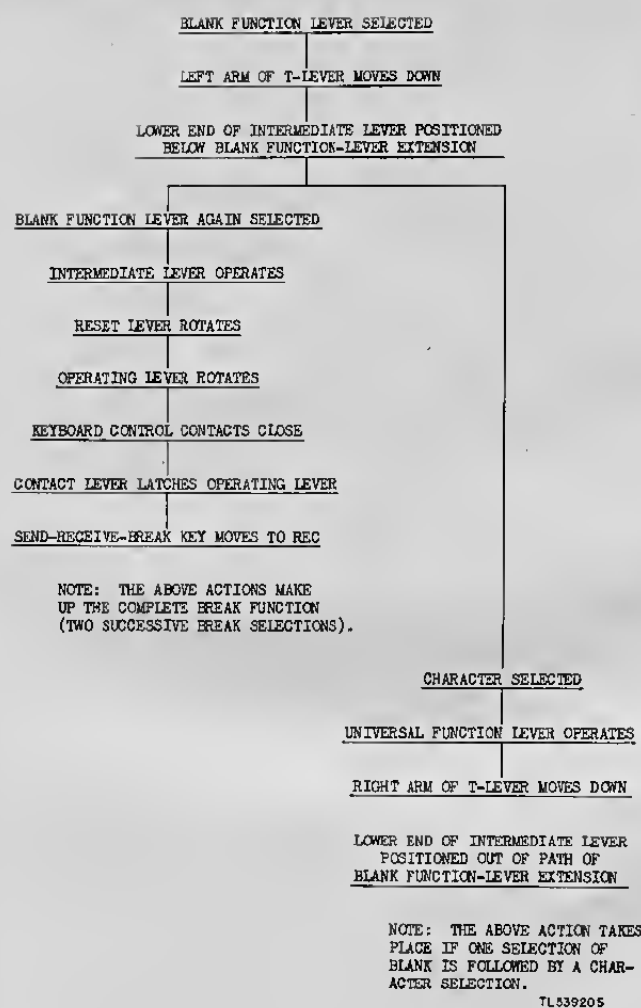 BLANK FUNCTION LEVER SELECTED
LEFT ARM OF T-LEVER MOVES DOWN
LOWER END OF INTERMEDIATE LEVER POSITIONED
BELOW BLANK FUNCTION-LEVER EXTENSION
BLANK FUNCTION LEVER AGAIN SELECTED
INTERMEDIATE LEVER OPERATES
RESET LEVER ROTATES
OPERATING LEVER ROTATES
KEYBOARD CONTROL CONTACTS CLOSE
CONTACT LEVER LATCHES OPERATING LEVER
SEND-RECEIVE-BREAK KEY MOVES TO REC
NOTE: THE ABOVE ACTIONS MAKE
UP THE COMPLETE BREAK FUNCTION
(TWO SUCCESSIVE BREAK SELECTIONS).
CHARACTER SELECTED
UNIVERSAL FUNCTION LEVER OPERATES
RIGHT ARM OF T-LEVER MOVES DOWN
LOWER END OF INTERMEDIATE LEVER
POSITIONED OUT OF PATH OF
BLANK FUNCTION-LEVER EXTENSION
NOTE: THE ABOVE ACTION TAKES
PLACE IF ONE SELECTION OF
BLANK IS FOLLOWED BY A CHAR-
ACTER SELECTION.
TL53920S